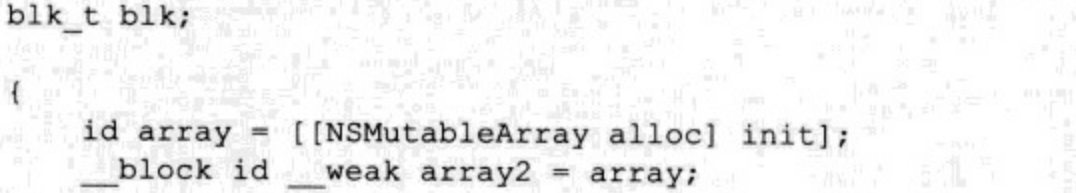 blk_t blk;
{
id array = [[NSMutableArray alloc] init];
__block id __weak array2 = array;